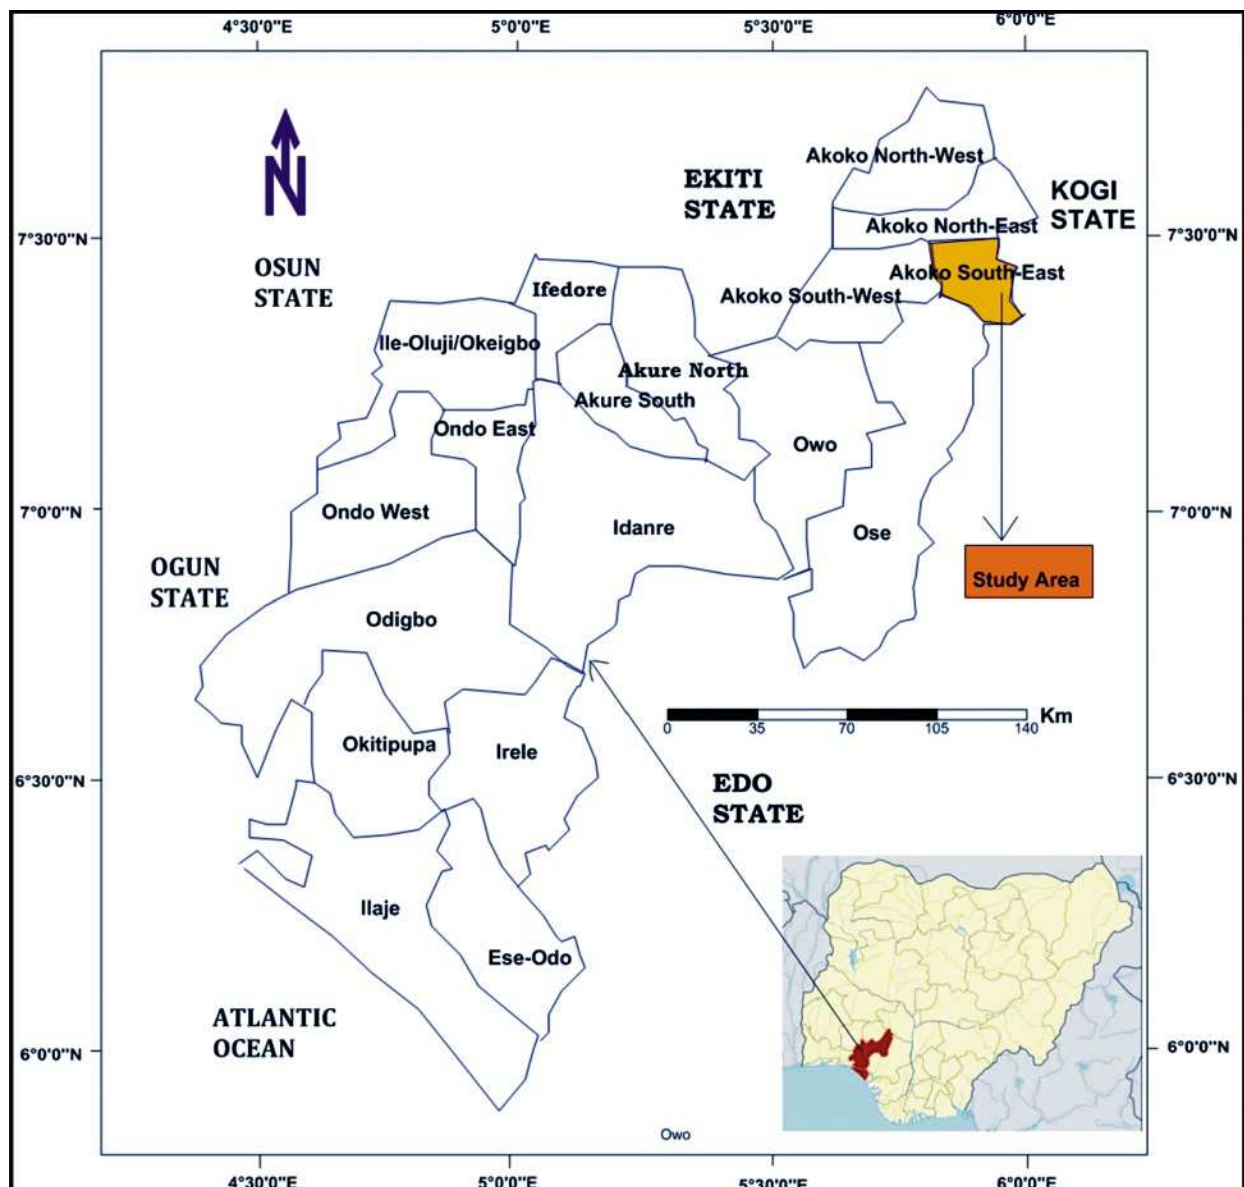 4°30'0"E 5°0'0"E 5°30'0"E 6°0'0"E
N
Akoko North-West
EKITI
STATE
KOGI
STATE
Akoko North-East
7°30'0"N 7°30'0"N
OSUN
STATE
Akoko South-East
Ifedore
Akoko South-West
Ile-Oluji/Okeigbo
Akure North
Akure South
Ondo East
Owo
Ondo West
7°0'0"N 7°0'0"N
Idanre
Ose
OGUN
STATE
Study Area
Odigbo
Km
0 35 70 105 140
Okitipupa
Irele
6°30'0"N 6°30'0"N
EDO
STATE
Ilaje
Ese-Odo
ATLANTIC
OCEAN
6°0'0"N 6°0'0"N
Owo
4°30'0"E 5°0'0"E 5°30'0"E 6°0'0"E